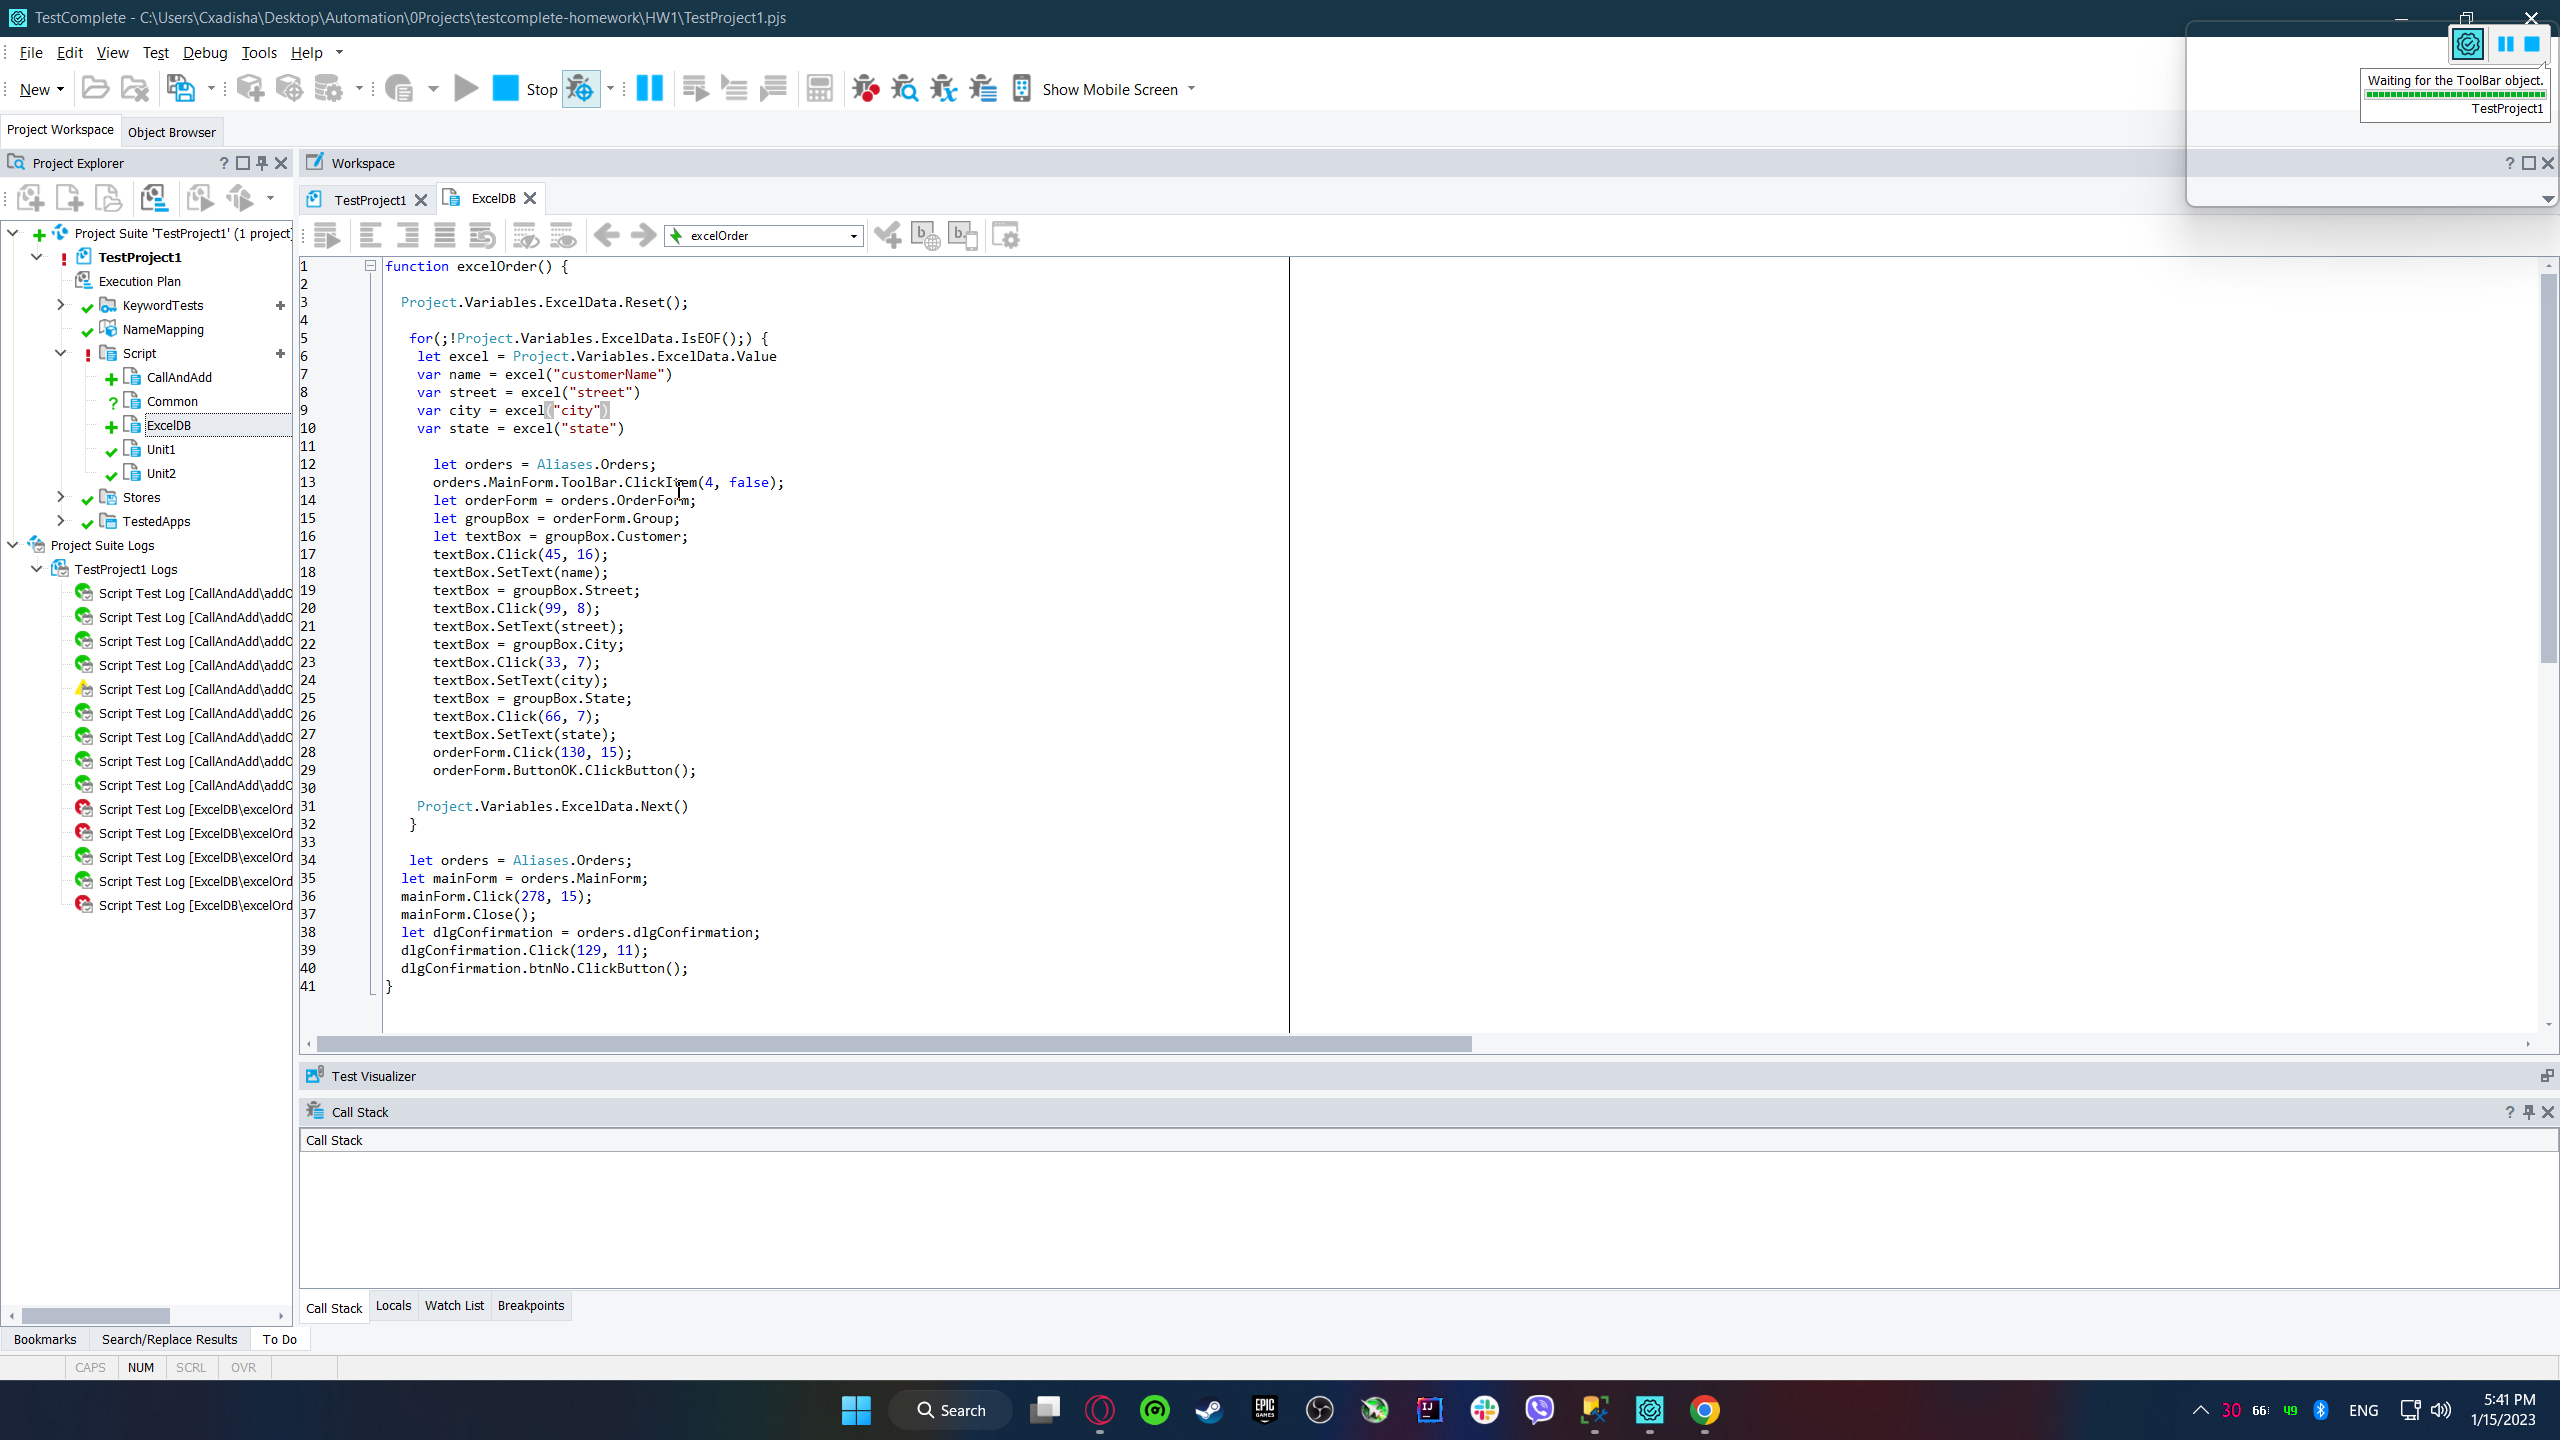 TestComplete - C:\Users\Cxadisha\Desktop\Automation\0Projects\testcomplete-homework\HW1\TestProject1.pjs
File Edit View Test Debug Tools Help
New Stop Show Mobile Screen
Waiting for the ToolBar object.
TestProject1
Project Workspace Object Browser
Project Explorer ?
Workspace ?
TestProject1 ExcelDB
excelOrder
Project Suite 'TestProject1' (1 project
TestProject1
Execution Plan
KeywordTests
NameMapping
Script
CallAndAdd
Common
ExcelDB
Unit1
Unit2
Stores
TestedApps
Project Suite Logs
TestProject1 Logs
Script Test Log [CallAndAdd\addO
Script Test Log [CallAndAdd\addO
Script Test Log [CallAndAdd\addO
Script Test Log [CallAndAdd\addO
Script Test Log [CallAndAdd\addO
Script Test Log [CallAndAdd\addO
Script Test Log [CallAndAdd\addO
Script Test Log [CallAndAdd\addO
Script Test Log [CallAndAdd\addO
Script Test Log [ExcelDB\excelOrd
Script Test Log [ExcelDB\excelOrd
Script Test Log [ExcelDB\excelOrd
Script Test Log [ExcelDB\excelOrd
Script Test Log [ExcelDB\excelOrd
1 function excelOrder() {
2
3 Project.Variables.ExcelData.Reset();
4
5 for(;!Project.Variables.ExcelData.IsEOF();) {
6 let excel = Project.Variables.ExcelData.Value
7 var name = excel("customerName")
8 var street = excel("street")
9 var city = excel("city")
10 var state = excel("state")
11
12 let orders = Aliases.Orders;
13 orders.MainForm.ToolBar.ClickItem(4, false);
14 let orderForm = orders.OrderForm;
15 let groupBox = orderForm.Group;
16 let textBox = groupBox.Customer;
17 textBox.Click(45, 16);
18 textBox.SetText(name);
19 textBox = groupBox.Street;
20 textBox.Click(99, 8);
21 textBox.SetText(street);
22 textBox = groupBox.City;
23 textBox.Click(33, 7);
24 textBox.SetText(city);
25 textBox = groupBox.State;
26 textBox.Click(66, 7);
27 textBox.SetText(state);
28 orderForm.Click(130, 15);
29 orderForm.ButtonOK.ClickButton();
30
31 Project.Variables.ExcelData.Next()
32 }
33
34 let orders = Aliases.Orders;
35 let mainForm = orders.MainForm;
36 mainForm.Click(278, 15);
37 mainForm.Close();
38 let dlgConfirmation = orders.dlgConfirmation;
39 dlgConfirmation.Click(129, 11);
40 dlgConfirmation.btnNo.ClickButton();
41 }
Test Visualizer
Call Stack ?
Call Stack
Call Stack Locals Watch List Breakpoints
Bookmarks Search/Replace Results To Do
CAPS NUM SCRL OVR
Search
EPIC GAMES
IJ
30 66 49 ENG
5:41 PM
1/15/2023